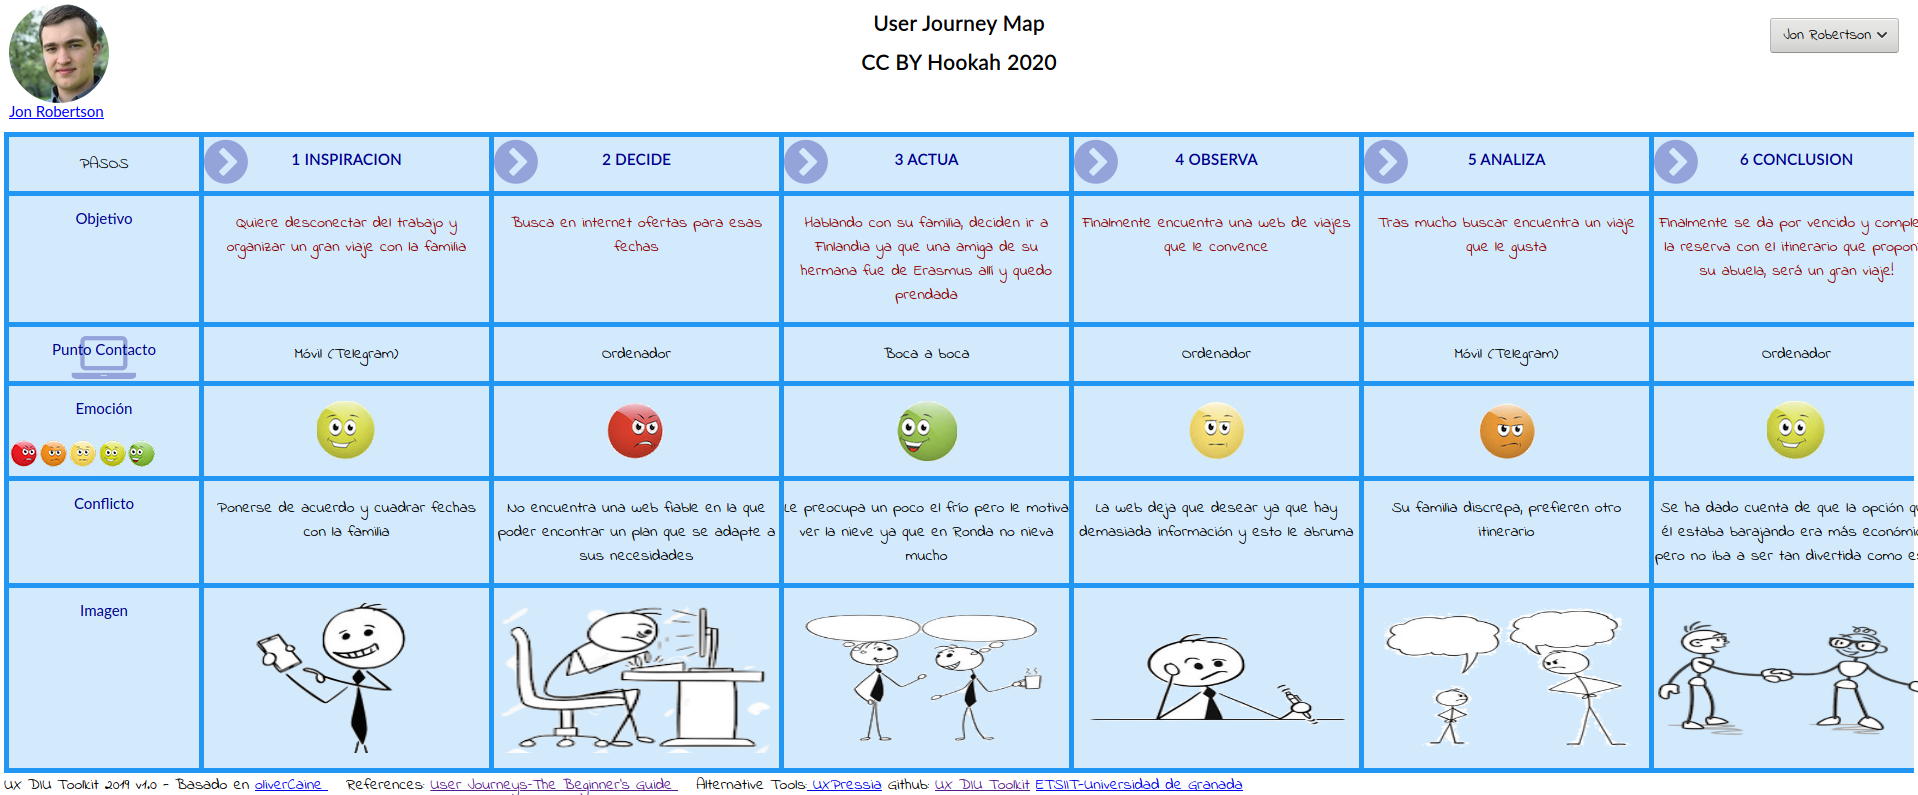 User Journey Map
CC BY Hookah 2020
Jon Robertson
Jon Robertson
PASOS
1 INSPIRACION
2 DECIDE
3 ACTUA
4 OBSERVA
5 ANALIZA
6 CONCLUSION
Objetivo
Quiere desconectar del trabajo y
organizar un gran viaje con la familia
Busca en internet ofertas para esas
fechas
Hablando con su familia, deciden ir a
Finlandia ya que una amiga de su
hermana fue de Erasmus allí y quedo
prendada
Finalmente encuentra una web de viajes
que le convence
Tras mucho buscar encuentra un viaje
que le gusta
Finalmente se da por vencido y comple
la reserva con el itinerario que propon
su abuela, será un gran viaje!
Punto Contacto
Móvil (Telegram)
Ordenador
Boca a boca
Ordenador
Móvil (Telegram)
Ordenador
Emoción
Conflicto
Ponerse de acuerdo y cuadrar fechas
con la familia
No encuentra una web fiable en la que
poder encontrar un plan que se adapte a
sus necesidades
Le preocupa un poco el frío pero le motiva
ver la nieve ya que en Ronda no nieva
mucho
La web deja que desear ya que hay
demasiada información y esto le abruma
Su familia discrepa, prefieren otro
itinerario
Se ha dado cuenta de que la opción qu
él estaba barajando era más económi
pero no iba a ser tan divertida como e
Imagen
UX DIU Toolkit 2019 v1.0 - Basado en oliverCaine References: User Journeys-The Beginner's Guide Alternative Tools: UXPressia Github: UX DIU Toolkit ETSIIT-Universidad de Granada